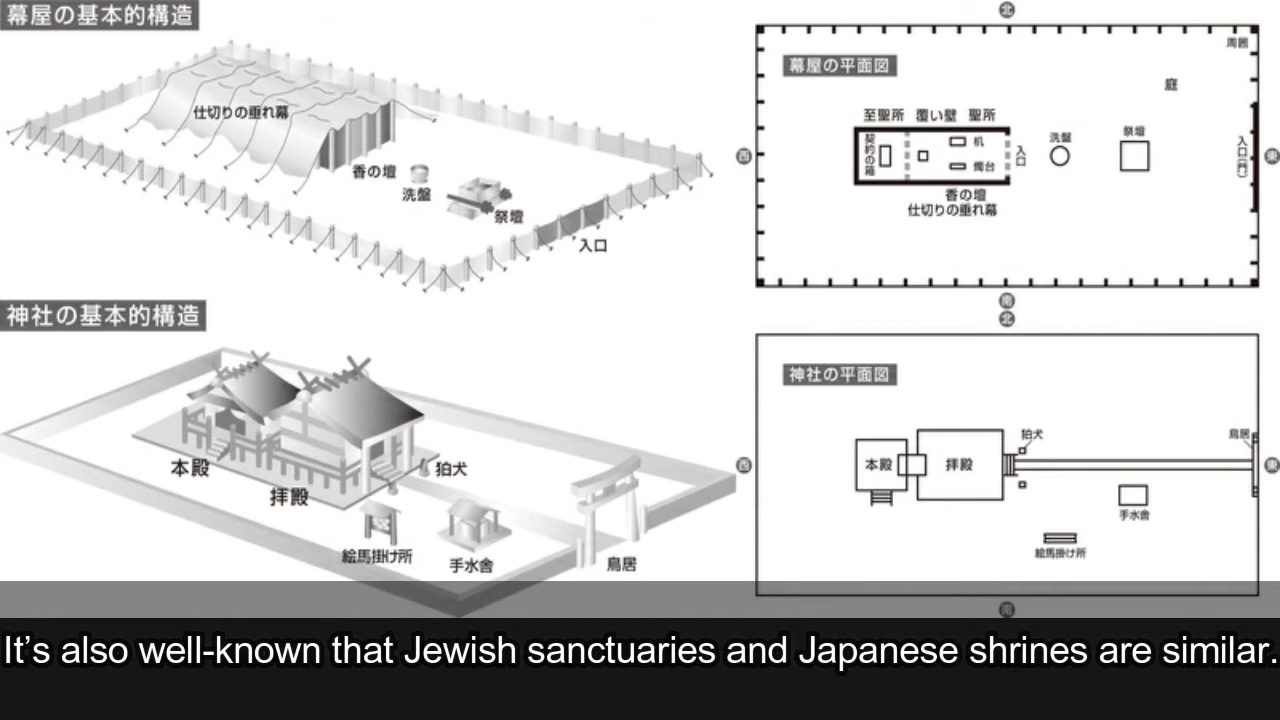 幕屋の基本的構造
仕切りの垂れ幕
香の壇
洗盤
祭壇
入口
北
周囲
幕屋の平面図
庭
至聖所 覆い壁 聖所
契約の箱
机
燭台
入口
洗盤
祭壇
入口(門)
西
東
香の壇
仕切りの垂れ幕
南
神社の基本的構造
本殿
拝殿
狛犬
絵馬掛け所
手水舎
鳥居
北
神社の平面図
狛犬
鳥居
西
本殿
拝殿
東
手水舎
絵馬掛け所
南
It’s also well-known that Jewish sanctuaries and Japanese shrines are similar.